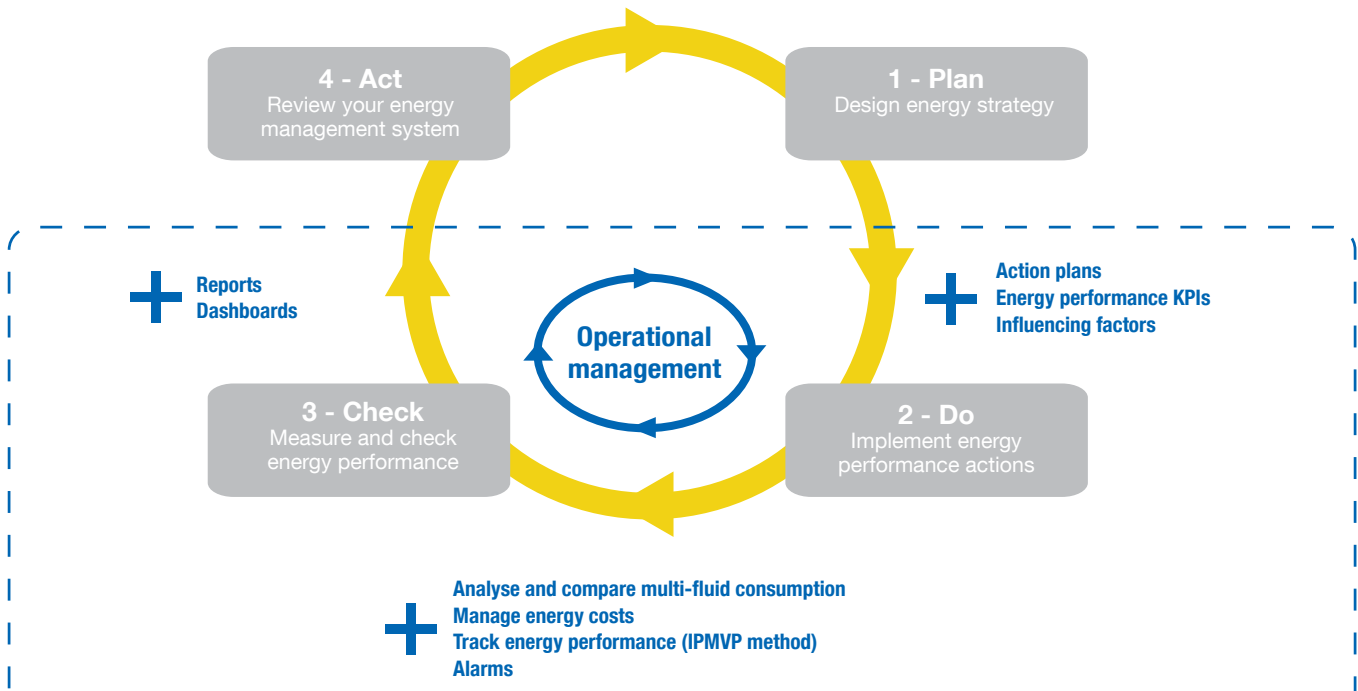 4 - Act
Review your energy
management system
1 - Plan
Design energy strategy
Reports
Dashboards
Action plans
Energy performance KPIs
Influencing factors
Operational
management
3 - Check
Measure and check
energy performance
2 - Do
Implement energy
performance actions
Analyse and compare multi-fluid consumption
Manage energy costs
Track energy performance (IPMVP method)
Alarms